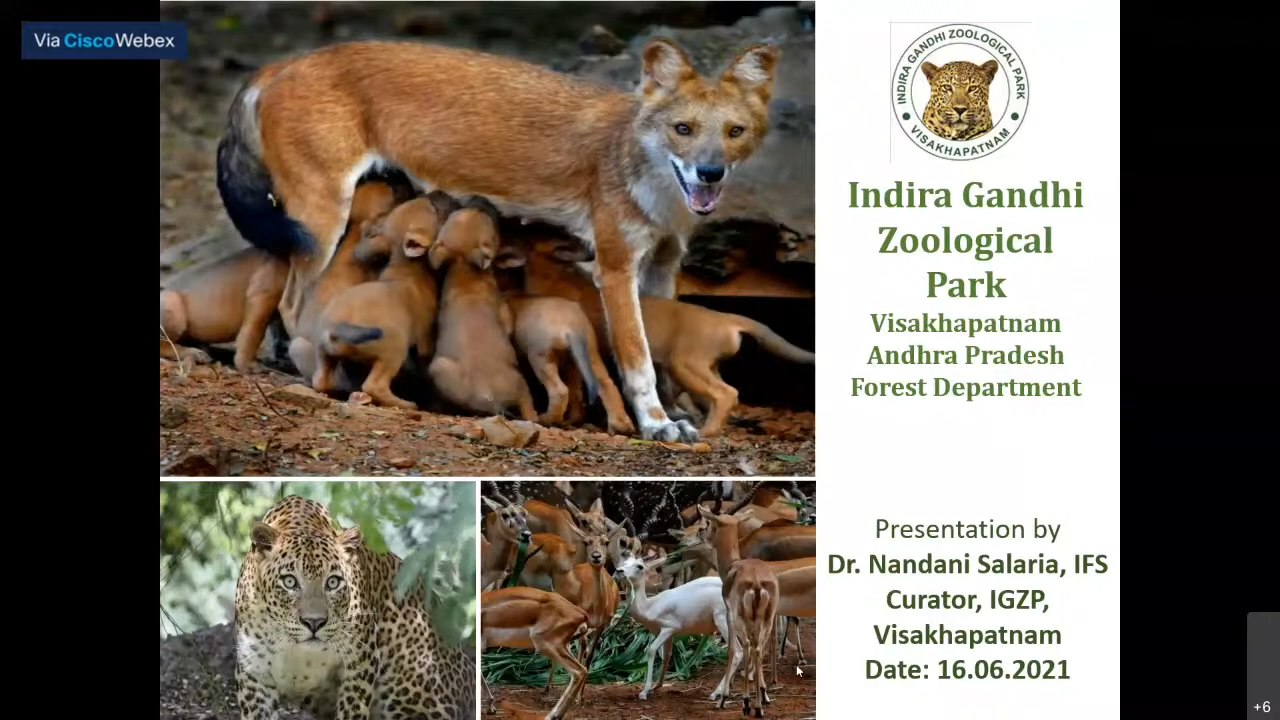 Via CiscoWebex
INDIRA GANDHI ZOOLOGICAL PARK
VISAKHAPATNAM
Indira Gandhi
Zoological
Park
Visakhapatnam
Andhra Pradesh
Forest Department
Presentation by
Dr. Nandani Salaria, IFS
Curator, IGZP,
Visakhapatnam
Date: 16.06.2021
+6